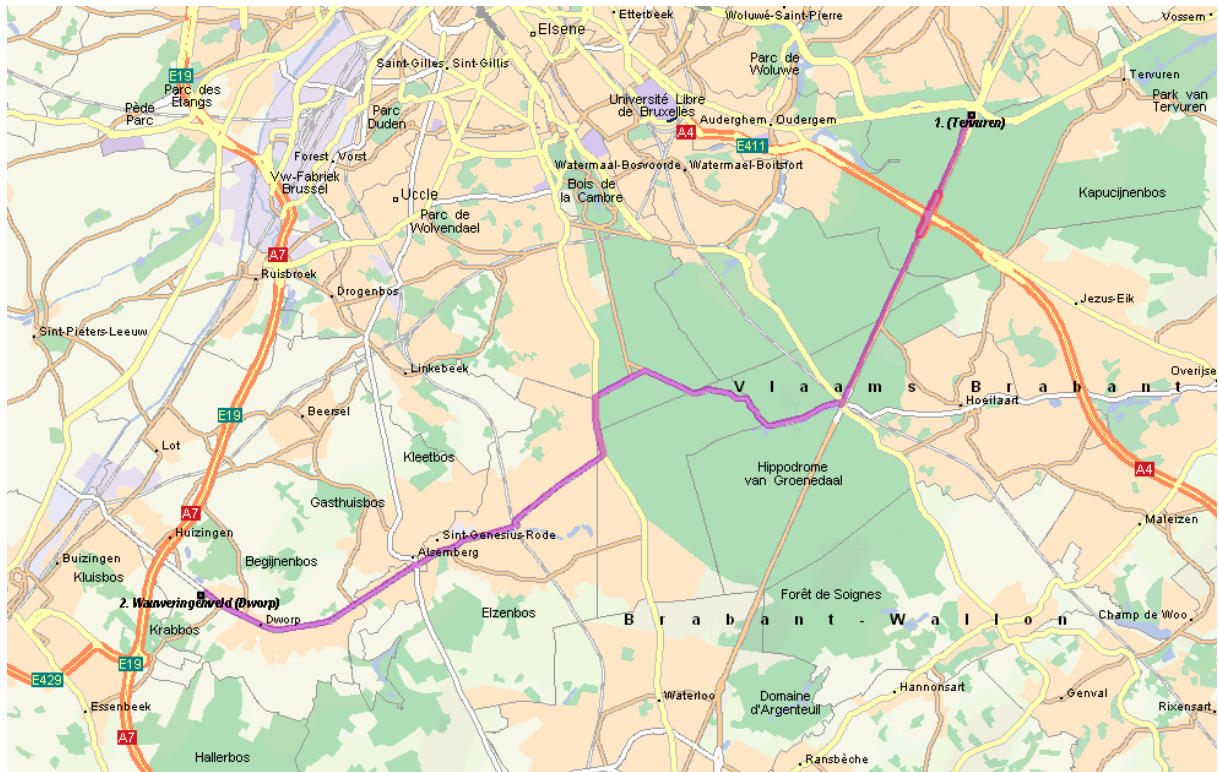 Etterbeek
Woluwé-Saint-Pierre
Vossem
Elsene
Saint-Gilles
Sint-Gillis
Parc de
Woluwe
Tervuren
Park van
Tervuren
E19
Parc des
Étangs
Pède
Parc
Parc
Duden
Université Libre
de Bruxelles
Auderghem
Oudergem
1. (Tervuren)
A4
E411
Forest
Vorst
Vw-Fabriek
Brussel
Watermaal-Bosvoorde
Watermael-Boitsfort
Bois de
la Cambre
Kapucijnenbos
Uccle
Parc de
Wolvendael
A7
Ruisbroek
Drogenbos
Jezus-Eik
Sint-Pieters-Leeuw
Linkebeek
Overijse
Vlaams Brabant
Hoeilaart
E19
Beersel
Lot
Kleetbos
Hippodrome
van Groenendaal
A4
Gasthuisbos
A7
Huizingen
Sint-Genesius-Rode
Alsemberg
Maleizen
Buizingen
Kluisbos
Begijnenbos
Forêt de Soignes
2. Wauweringenveld (Dworp)
Elzenbos
Brabant-Wallon
Champ de Woo
Dworp
Krabbos
E19
E429
Hannonsart
Genval
Waterloo
Domaine
d'Argenteuil
Rixensart
Essenbeek
A7
Hallerbos
Ransbèche